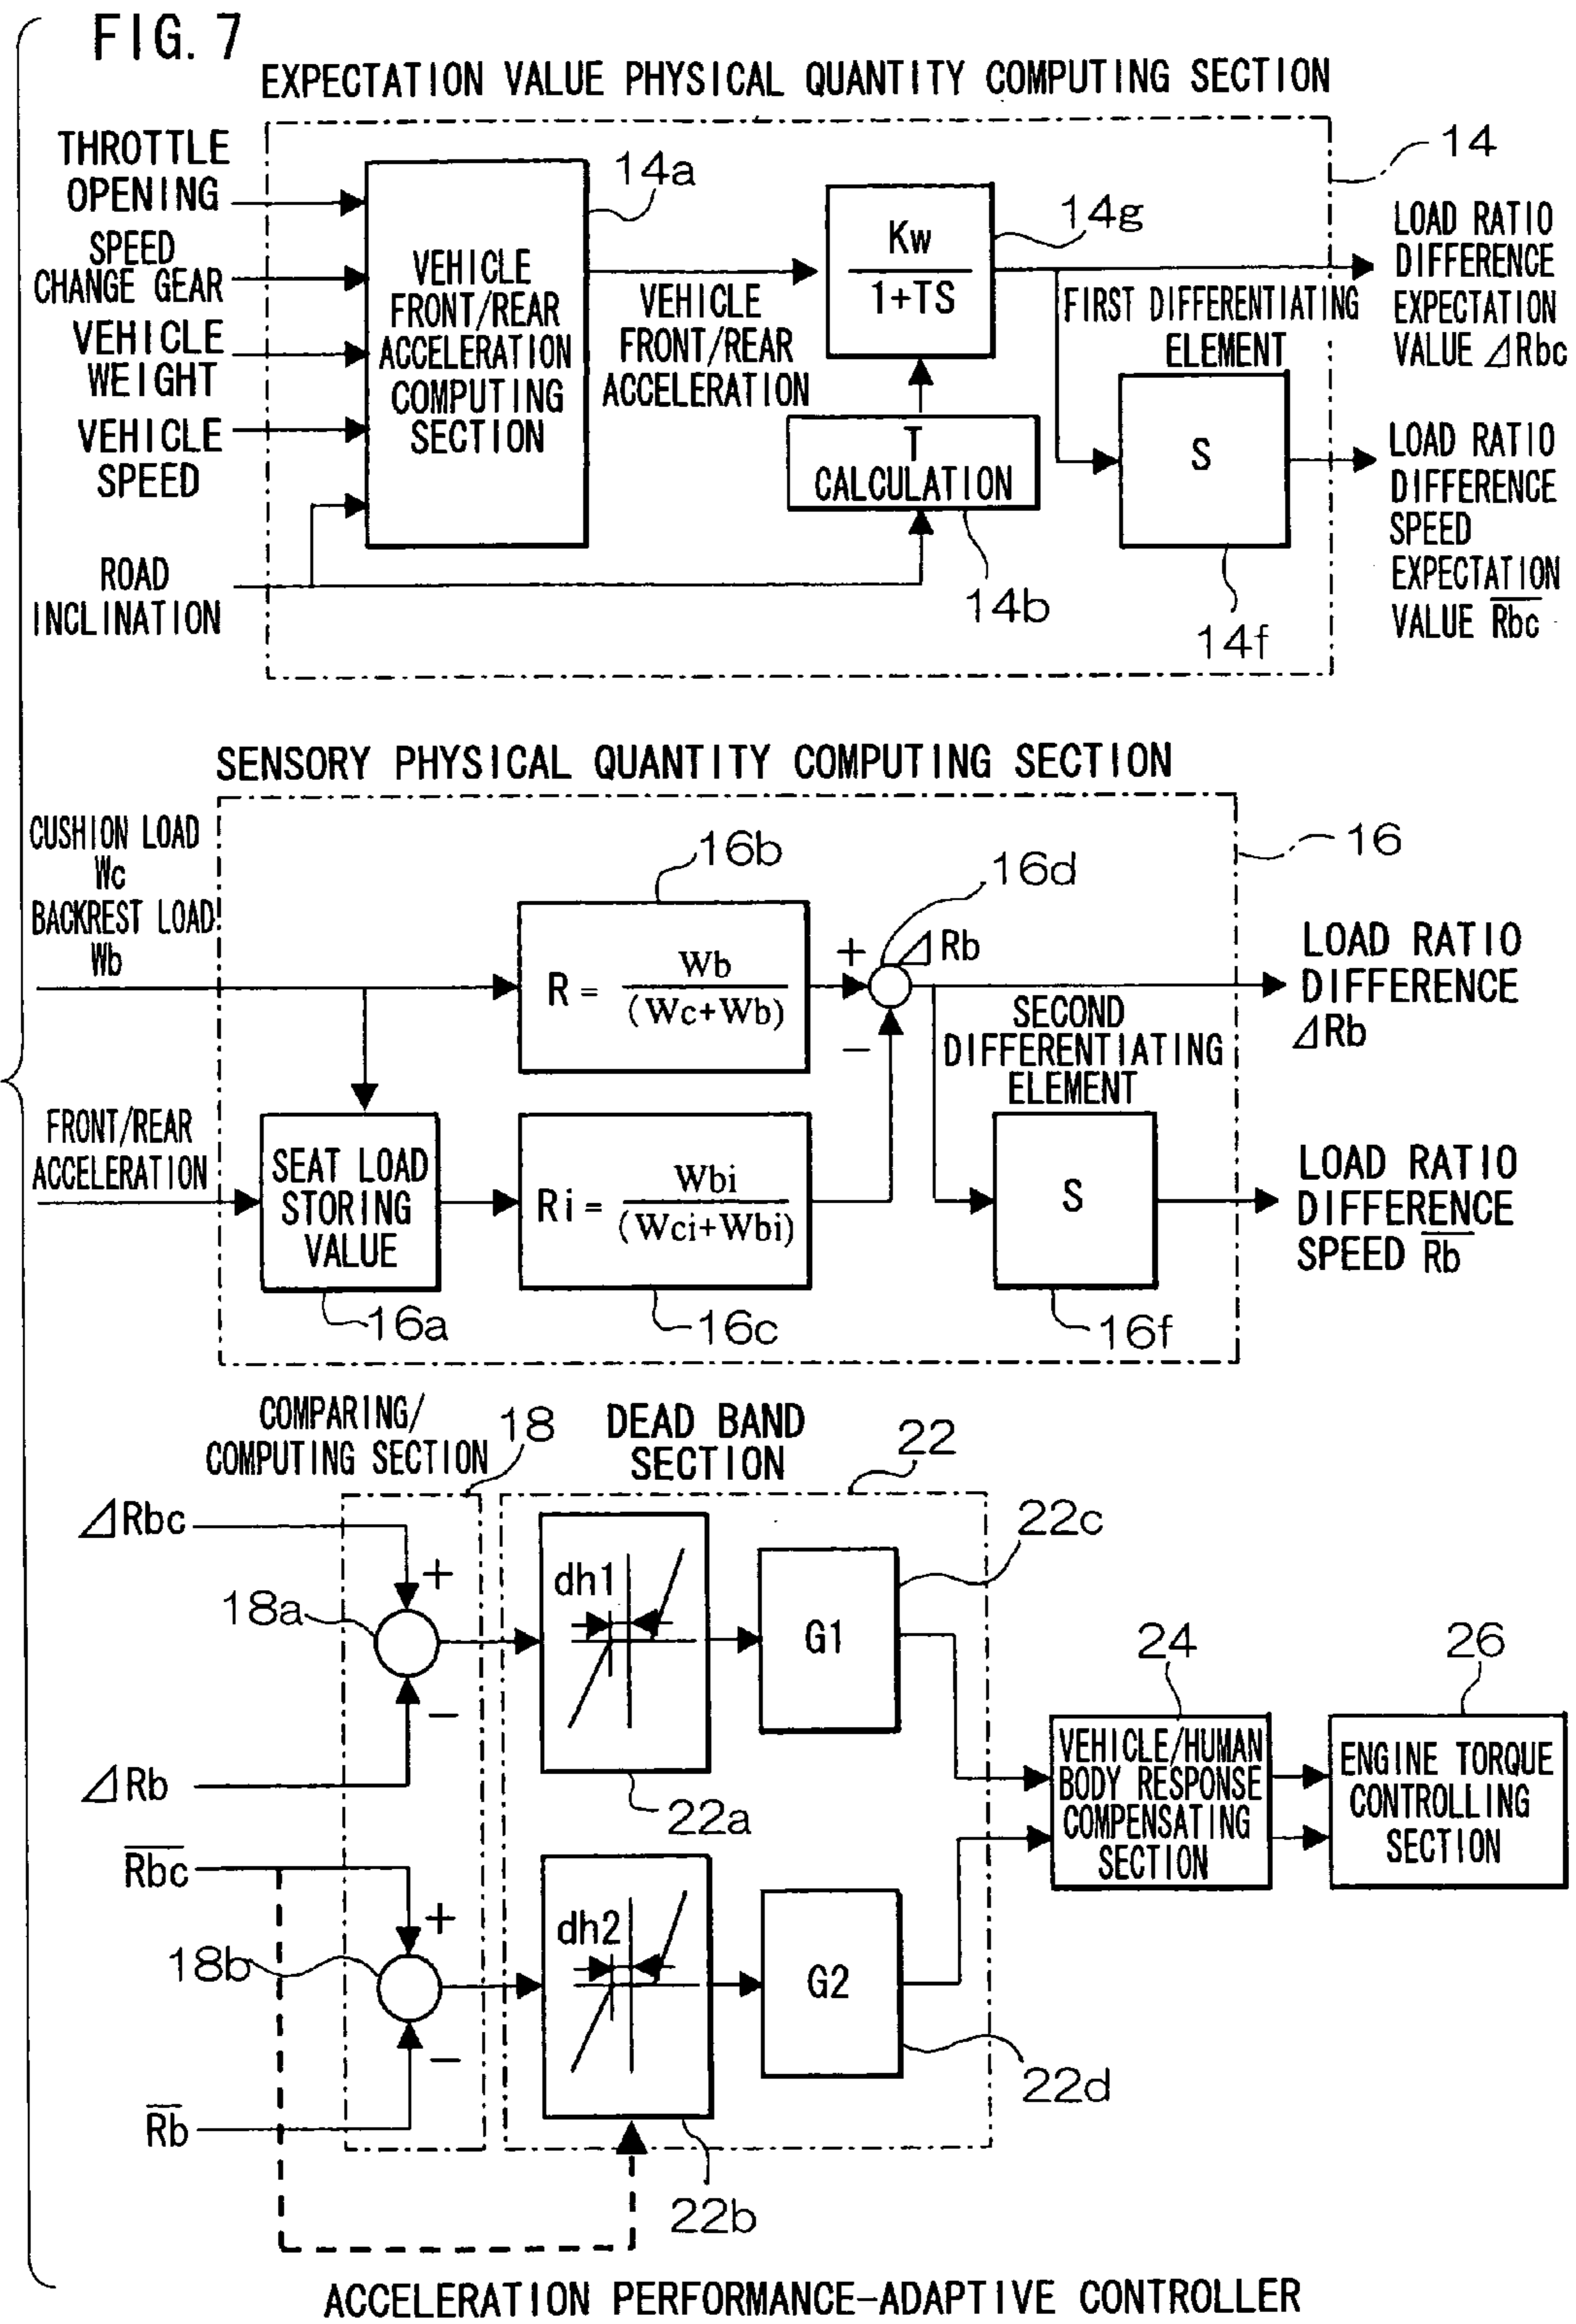 FIG. 7
EXPECTATION VALUE PHYSICAL QUANTITY COMPUTING SECTION
14
THROTTLE
OPENING
SPEED
CHANGE GEAR
VEHICLE
WEIGHT
VEHICLE
SPEED
ROAD
INCLINATION
14a
VEHICLE
FRONT/REAR
ACCELERATION
COMPUTING
SECTION
VEHICLE
FRONT/REAR
ACCELERATION
Kw
1+TS
14g
T
CALCULATION
14b
FIRST DIFFERENTIATING
ELEMENT
S
14f
LOAD RATIO
DIFFERENCE
EXPECTATION
VALUE ⊿Rbc
LOAD RATIO
DIFFERENCE
SPEED
EXPECTATION
VALUE R̅b̅c̅
SENSORY PHYSICAL QUANTITY COMPUTING SECTION
16
CUSHION LOAD
Wc
BACKREST LOAD
Wb
FRONT/REAR
ACCELERATION
SEAT LOAD
STORING
VALUE
16a
16b
R = Wb
(Wc+Wb)
Ri = Wbi
(Wci+Wbi)
16c
16d
+
−
⊿Rb
SECOND
DIFFERENTIATING
ELEMENT
S
16f
LOAD RATIO
DIFFERENCE
⊿Rb
LOAD RATIO
DIFFERENCE
SPEED R̅b̅
COMPARING/
COMPUTING SECTION
18
DEAD BAND
SECTION
22
⊿Rbc
+
18a
−
⊿Rb
dh1
22a
G1
22c
R̅b̅c̅
+
18b
−
R̅b̅
dh2
22b
G2
22d
24
VEHICLE/HUMAN
BODY RESPONSE
COMPENSATING
SECTION
26
ENGINE TORQUE
CONTROLLING
SECTION
ACCELERATION PERFORMANCE-ADAPTIVE CONTROLLER